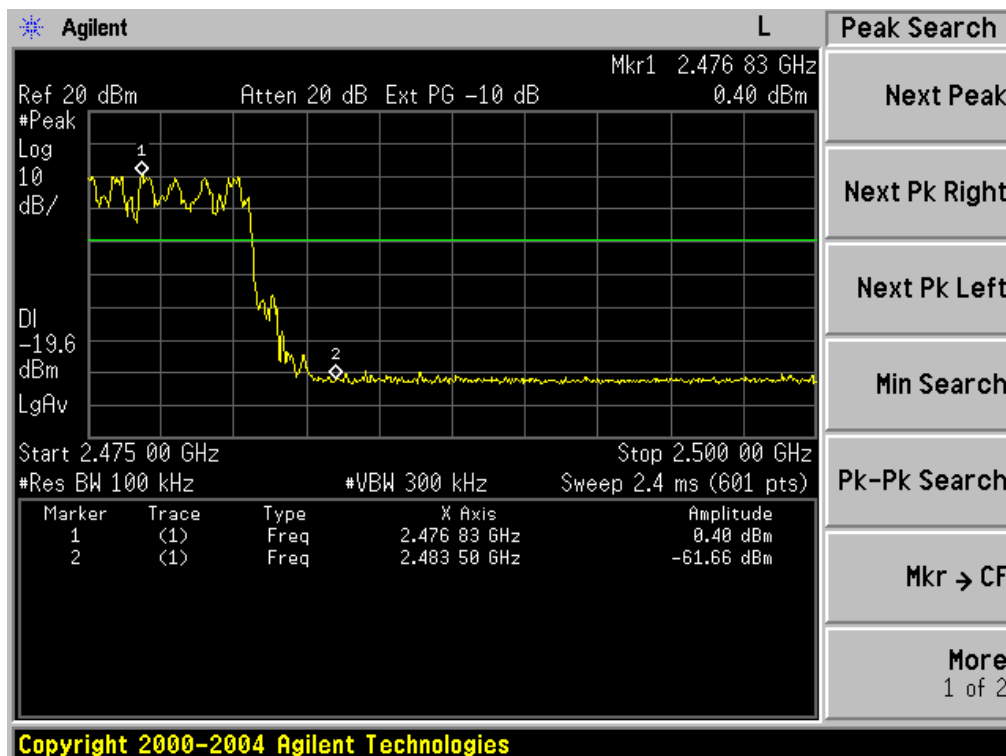 Agilent L Peak Search
Mkr1 2.476 83 GHz
Ref 20 dBm Atten 20 dB Ext PG -10 dB 0.40 dBm
#Peak
Log
10
dB/
1
DI
-19.6
dBm
LgAv
2
Start 2.475 00 GHz Stop 2.500 00 GHz
#Res BW 100 kHz #VBW 300 kHz Sweep 2.4 ms (601 pts)
Marker Trace Type X Axis Amplitude
1 (1) Freq 2.476 83 GHz 0.40 dBm
2 (1) Freq 2.483 50 GHz -61.66 dBm
Next Peak
Next Pk Right
Next Pk Left
Min Search
Pk-Pk Search
Mkr → CF
More
1 of 2
Copyright 2000-2004 Agilent Technologies